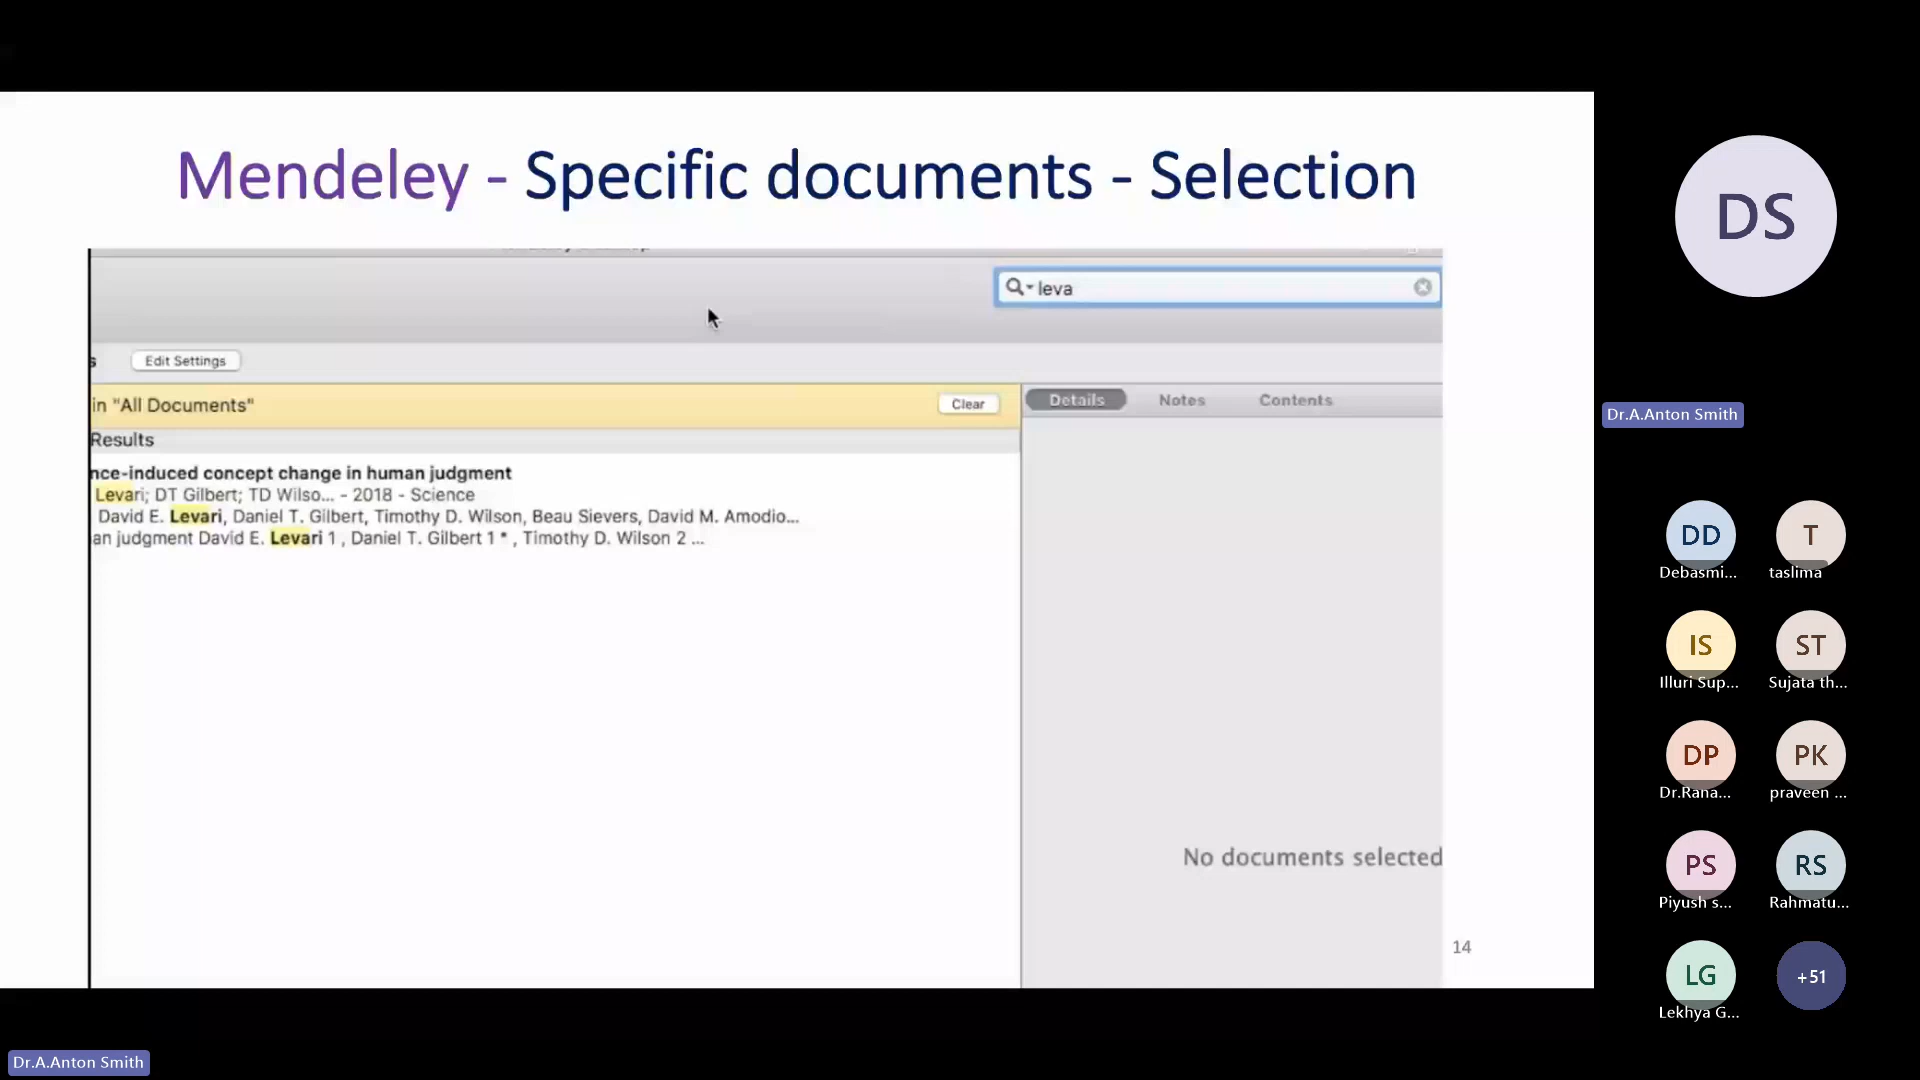 Mendeley - Specific documents - Selection
leva
Edit Settings
in "All Documents"
Clear
Details Notes Contents
Results
nce-induced concept change in human judgment
Levari; DT Gilbert; TD Wilso... - 2018 - Science
David E. Levari, Daniel T. Gilbert, Timothy D. Wilson, Beau Sievers, David M. Amodio...
an judgment David E. Levari 1 , Daniel T. Gilbert 1 * , Timothy D. Wilson 2 ...
No documents selected
14
DS
Dr.A.Anton Smith
DD
Debasmi...
T
taslima
IS
Illuri Sup...
ST
Sujata th...
DP
Dr.Rana...
PK
praveen ...
PS
Piyush s...
RS
Rahmatu...
LG
Lekhya G...
+51
Dr.A.Anton Smith